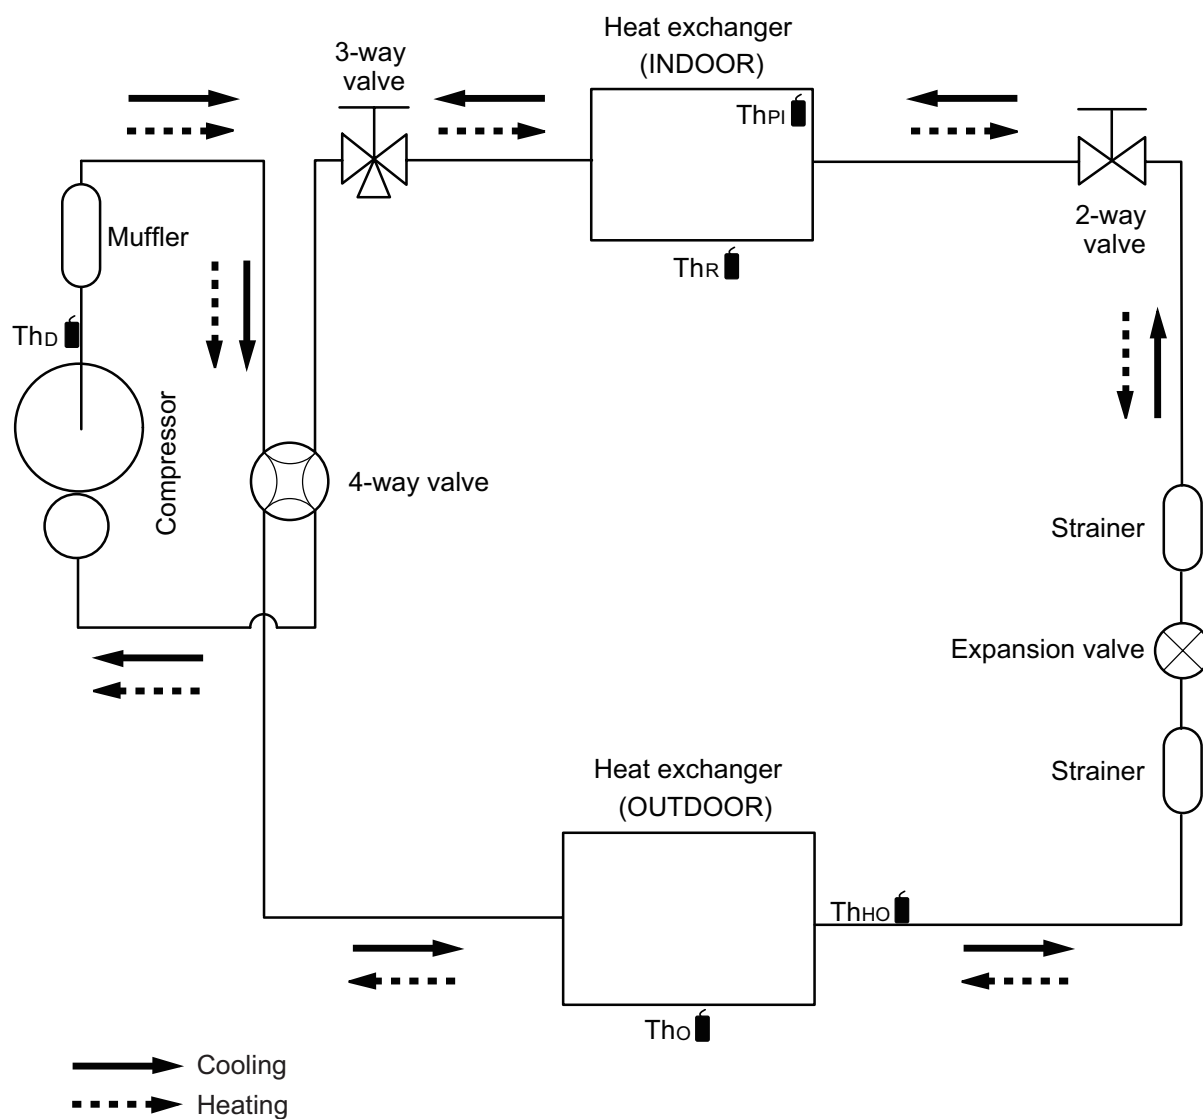 Heat exchanger
(INDOOR)
3-way
valve
ThPI
Muffler
2-way
valve
ThR
ThD
Compressor
4-way valve
Strainer
Expansion valve
Heat exchanger
(OUTDOOR)
Strainer
ThHO
ThO
Cooling
Heating